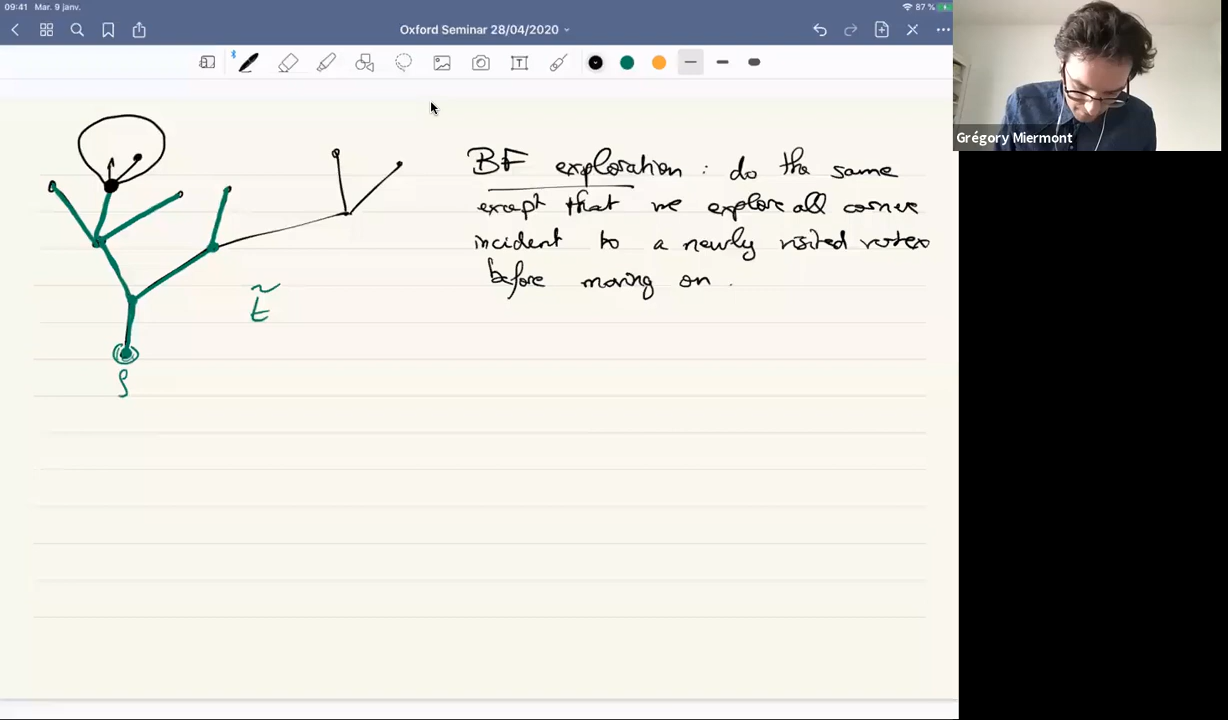 09:41 Mar. 9 janv.
87 %
Oxford Seminar 28/04/2020
T
Grégory Miermont
BF exploration : do the same
except that we explore all corners
incident to a newly visited vertex
before moving on .
t̃
ρ